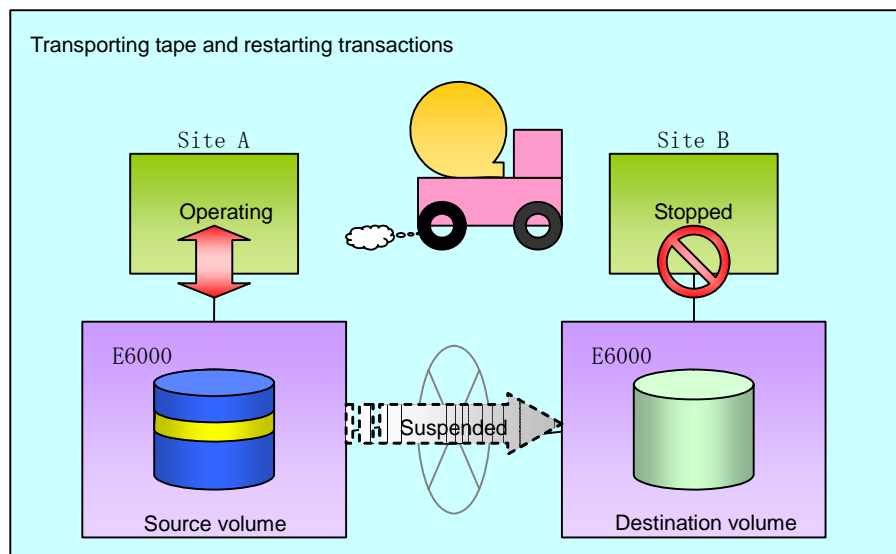 Transporting tape and restarting transactions
Site A
Site B
Operating
Stopped
E6000
E6000
Suspended
Source volume
Destination volume